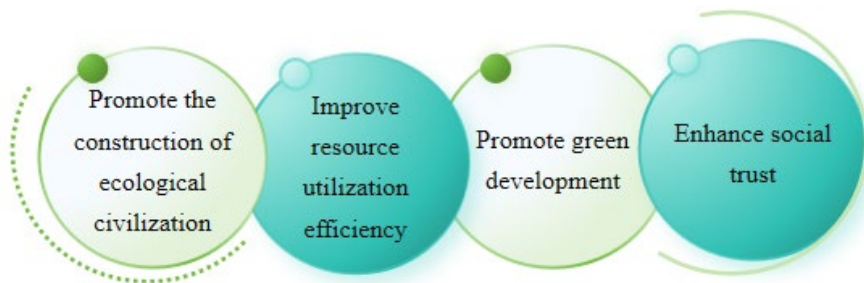 Promote the
construction of
ecological
civilization
Improve
resource
utilization
efficiency
Promote green
development
Enhance social
trust